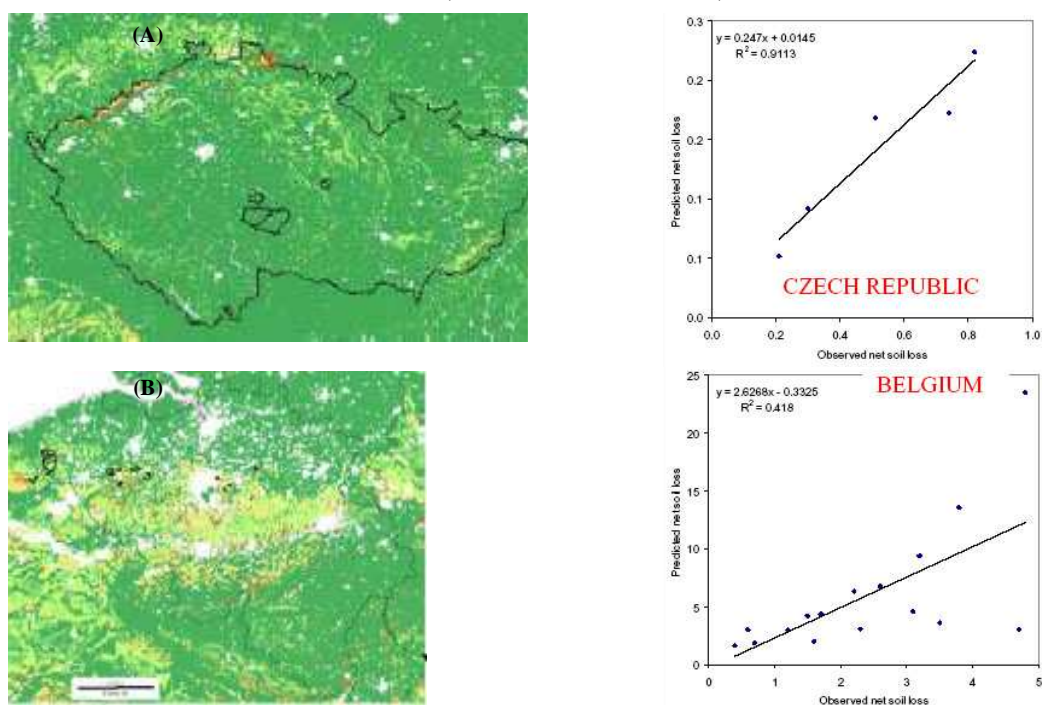 (A)
y = 0.247x + 0.0145
R² = 0.9113
Predicted net soil loss
0.3
0.3
0.2
0.2
0.1
0.1
0.0
CZECH REPUBLIC
0.0 0.2 0.4 0.6 0.8 1.0
Observed net soil loss
(B)
y = 2.6268x - 0.3325
R² = 0.418
BELGIUM
Predicted net soil loss
25
20
15
10
5
0
0 1 2 3 4 5
Observed net soil loss